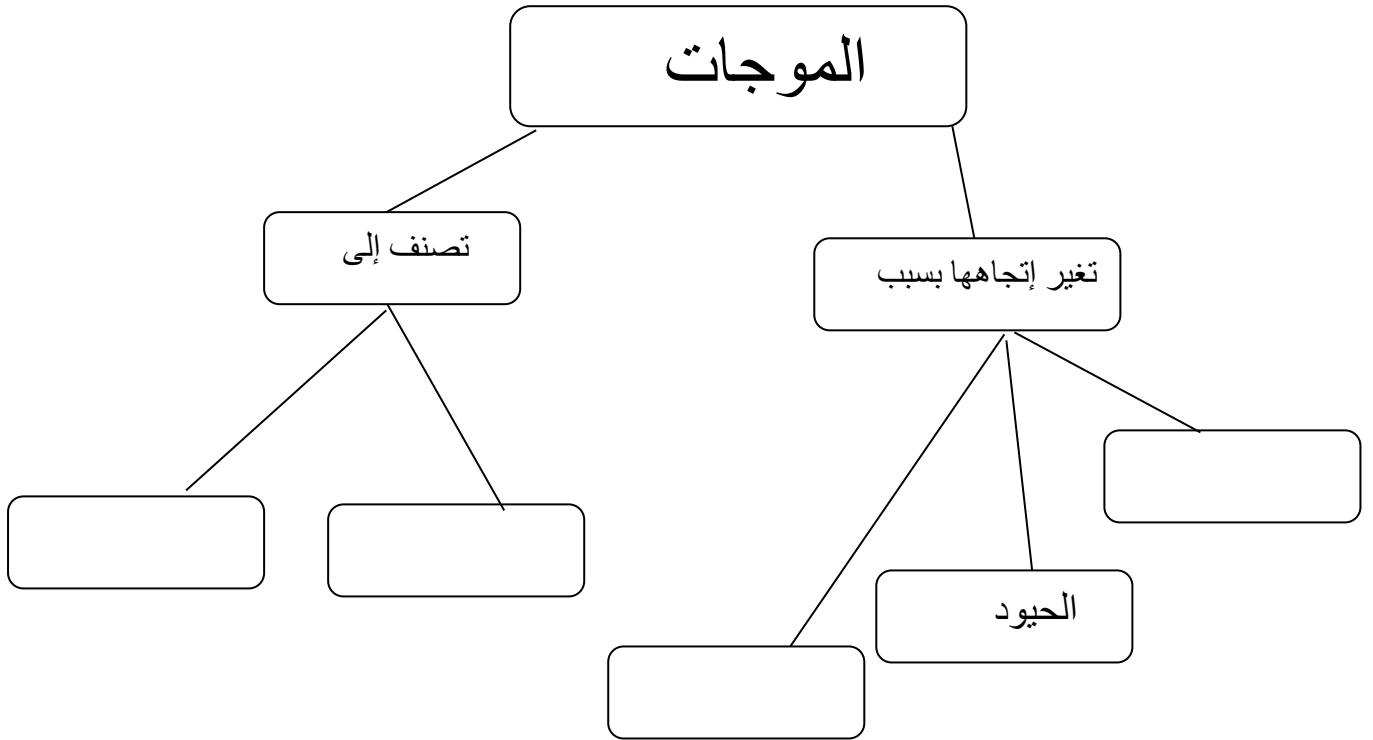 الموجات
تغير إتجاهها بسبب
تصنف إلى
الحيود